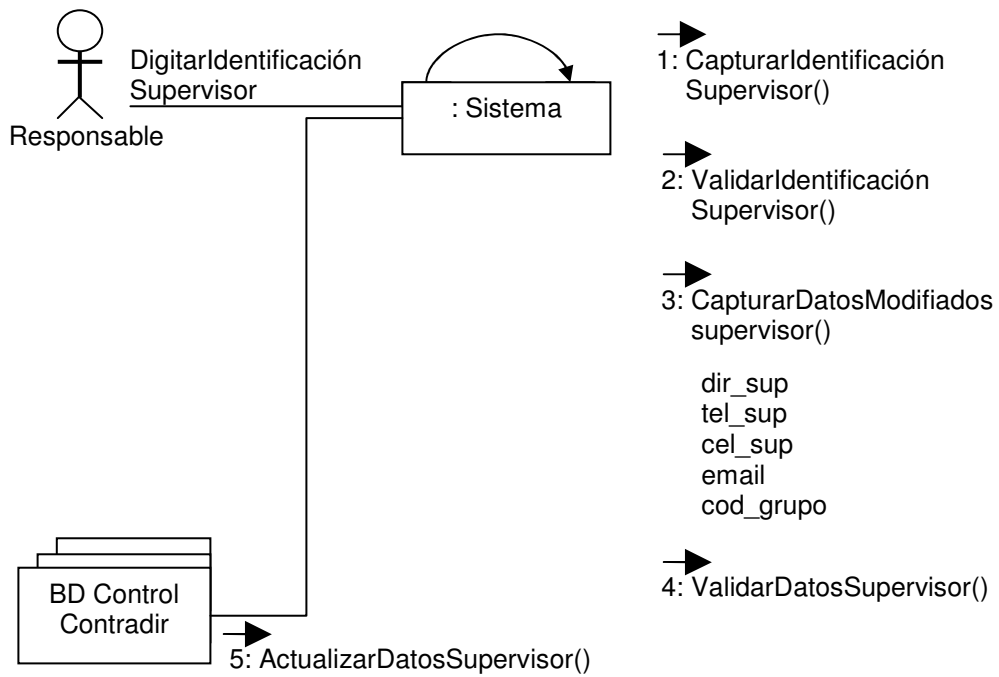 DigitarIdentificación
Supervisor
Responsable
: Sistema
1: CapturarIdentificación
Supervisor()
2: ValidarIdentificación
Supervisor()
3: CapturarDatosModifiados
supervisor()
dir_sup
tel_sup
cel_sup
email
cod_grupo
4: ValidarDatosSupervisor()
BD Control
Contradir
5: ActualizarDatosSupervisor()